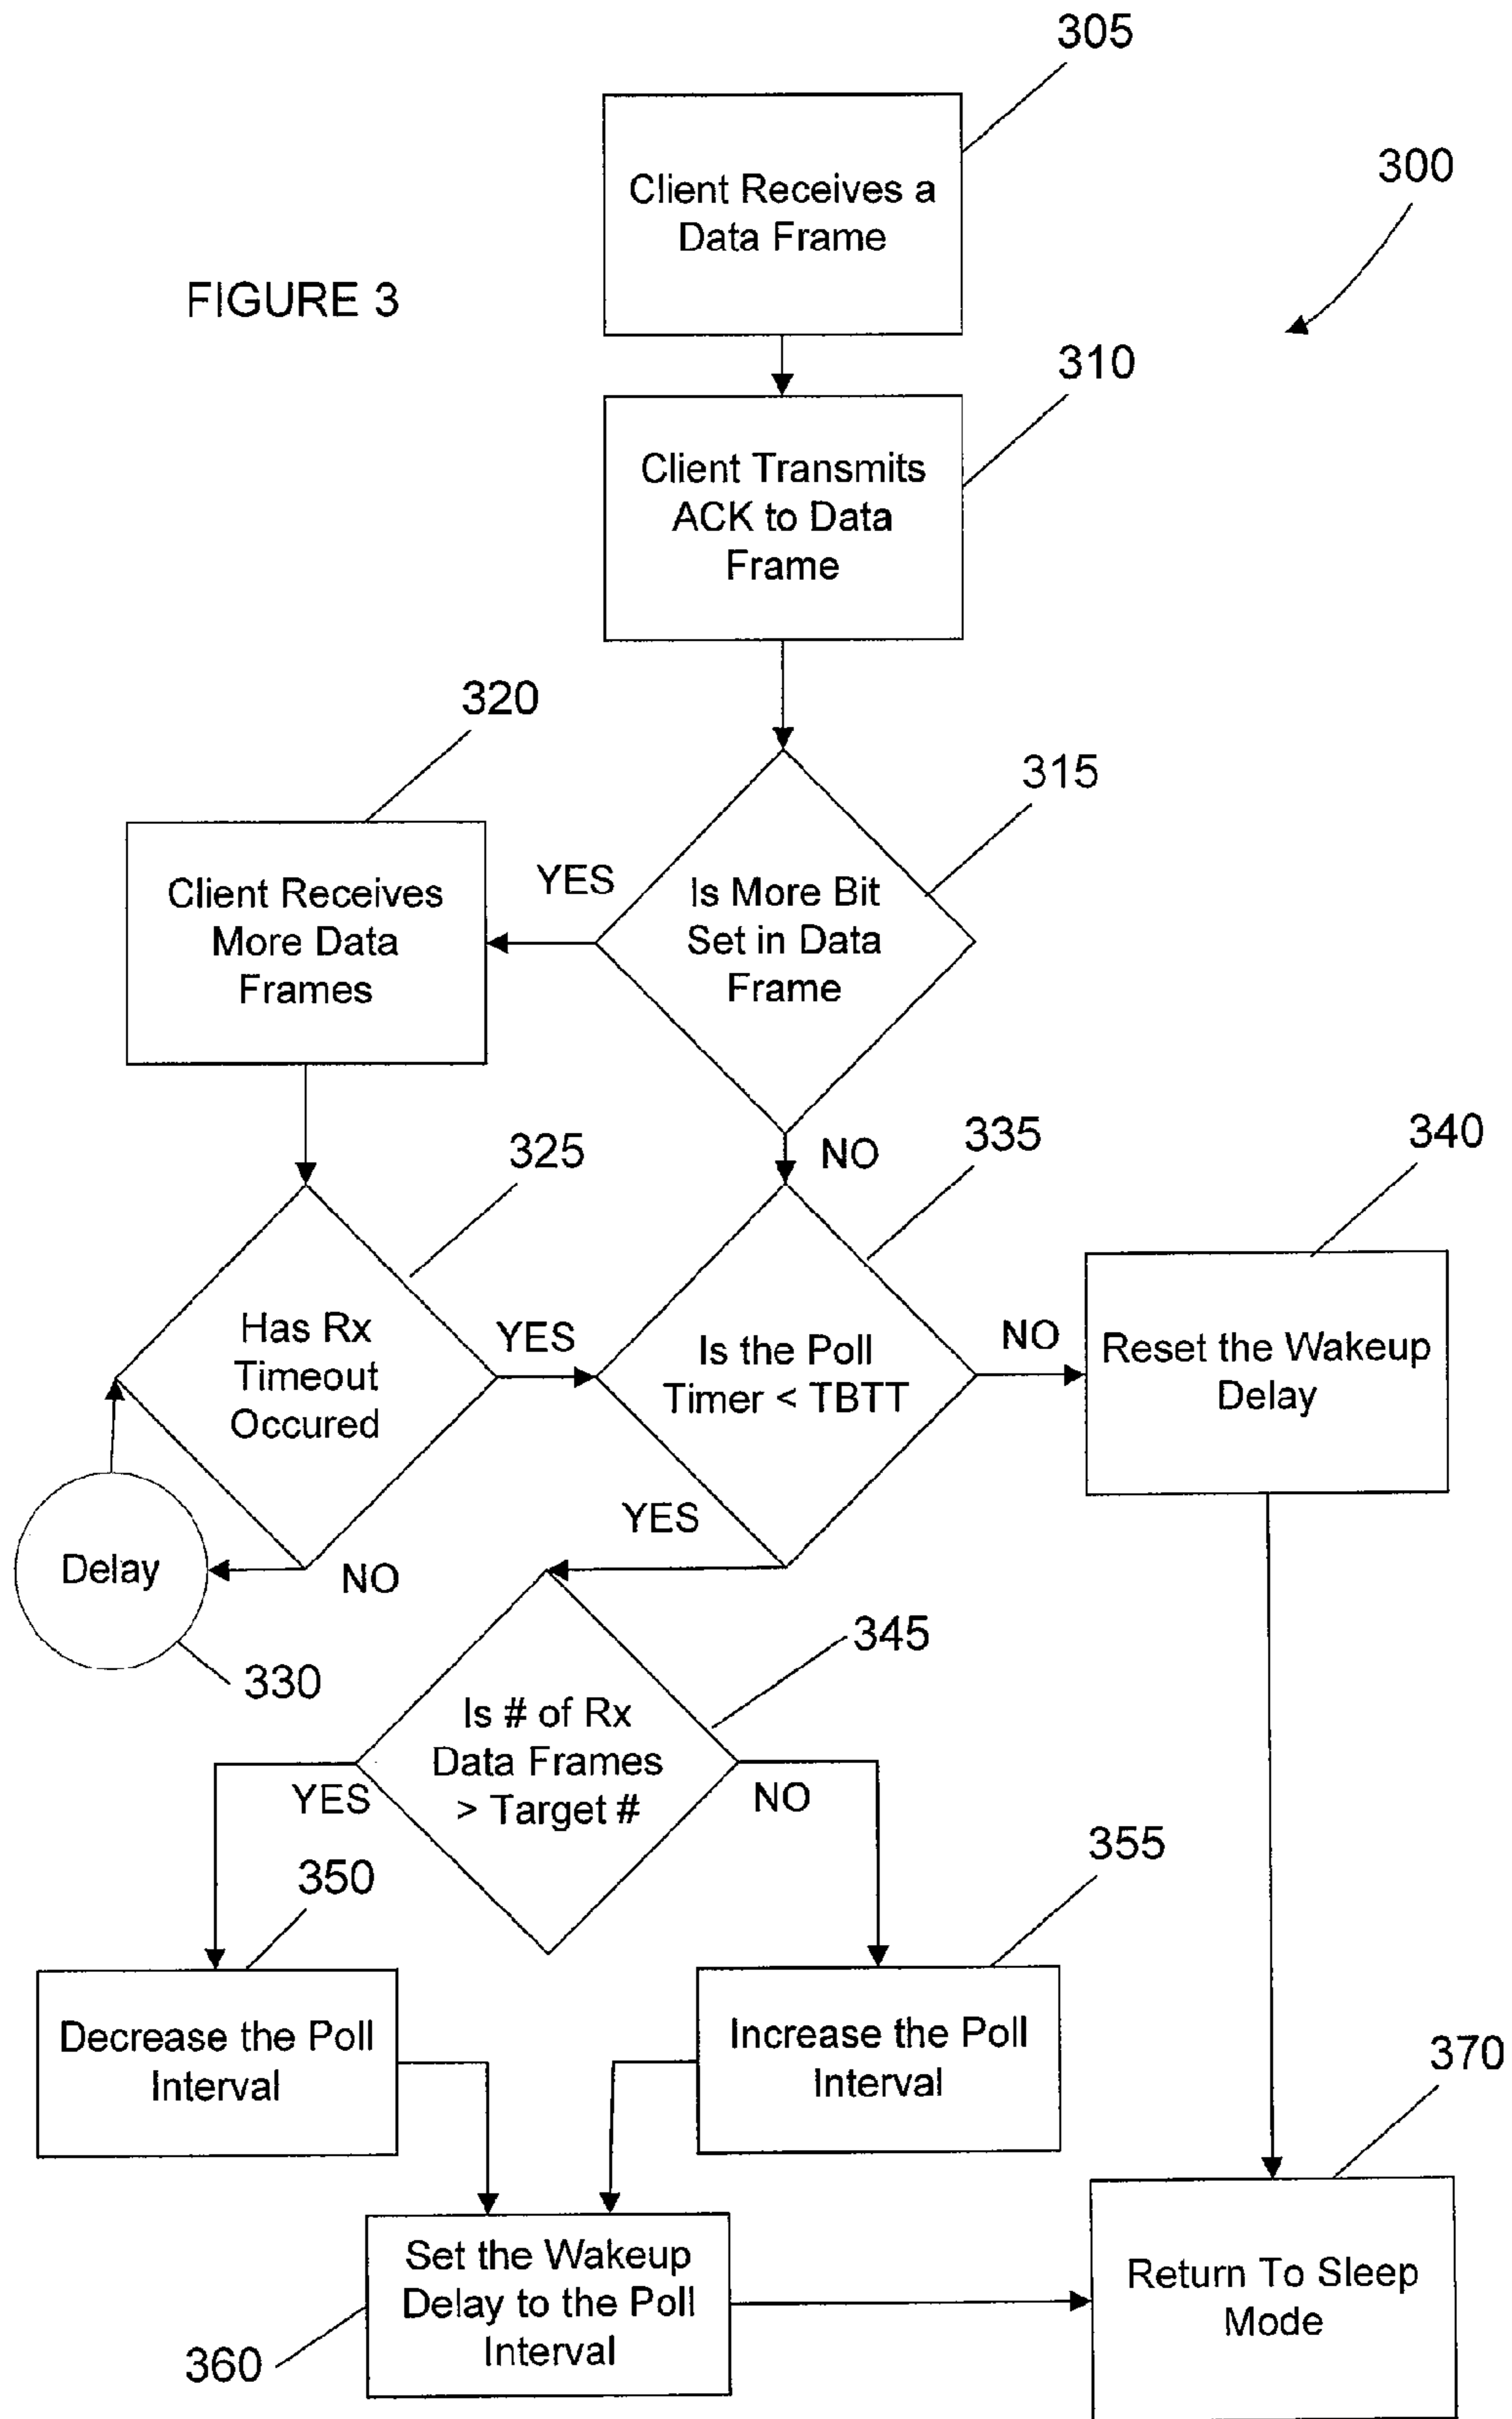 305
Client Receives a
Data Frame
300
FIGURE 3
310
Client Transmits
ACK to Data
Frame
320
315
Client Receives
More Data
Frames
YES
Is More Bit
Set in Data
Frame
325
NO
335
340
Has Rx
Timeout
Occured
YES
Is the Poll
Timer < TBTT
NO
Reset the Wakeup
Delay
YES
Delay
NO
330
345
Is # of Rx
Data Frames
> Target #
YES
NO
350
355
Decrease the Poll
Interval
Increase the Poll
Interval
370
Set the Wakeup
Delay to the Poll
Interval
360
Return To Sleep
Mode